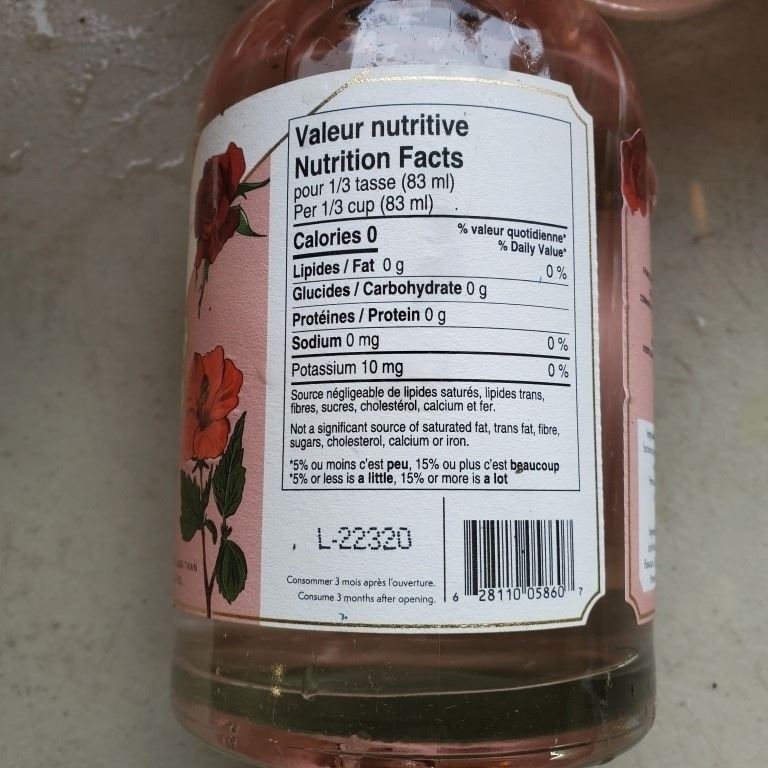 Valeur nutritive
Nutrition Facts
pour 1/3 tasse (83 ml)
Per 1/3 cup (83 ml)
Calories 0
% valeur quotidienne*
% Daily Value*
Lipides / Fat 0 g 0 %
Glucides / Carbohydrate 0 g
Protéines / Protein 0 g
Sodium 0 mg 0 %
Potassium 10 mg 0 %
Source négligeable de lipides saturés, lipides trans,
fibres, sucres, cholestérol, calcium et fer.
Not a significant source of saturated fat, trans fat, fibre,
sugars, cholesterol, calcium or iron.
*5% ou moins c'est peu, 15% ou plus c'est beaucoup
*5% or less is a little, 15% or more is a lot
L-22320
Consommer 3 mois après l'ouverture.
Consume 3 months after opening.
6 28110 05860 7
THAN